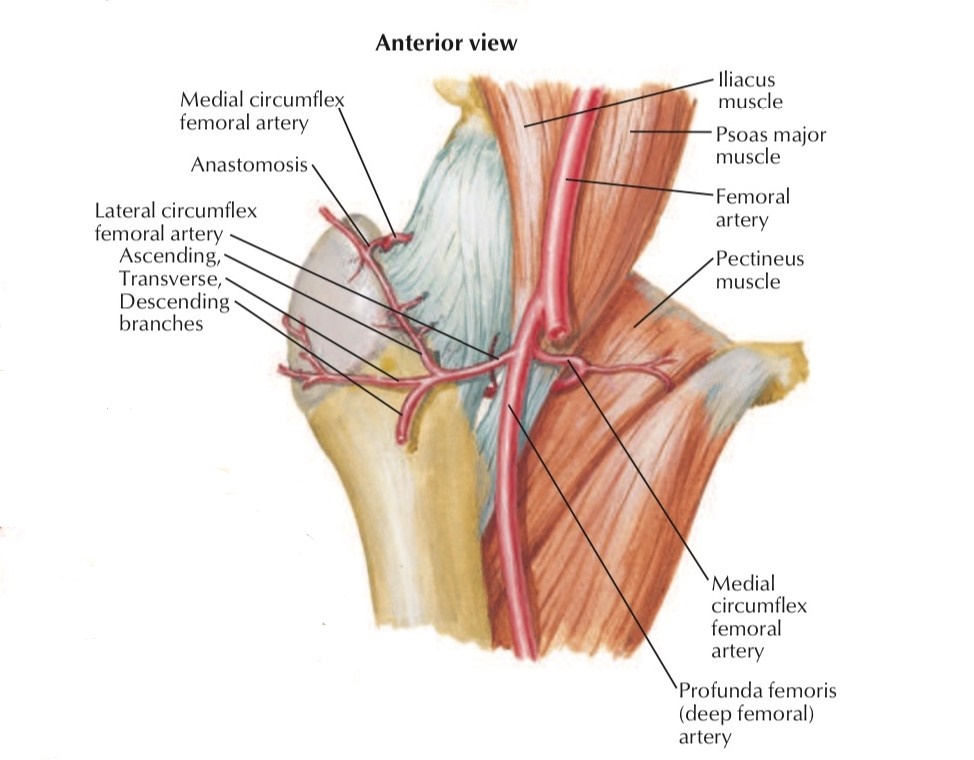 Anterior view
Medial circumflex
femoral artery
Anastomosis
Lateral circumflex
femoral artery
Ascending,
Transverse,
Descending
branches
Iliacus
muscle
Psoas major
muscle
Femoral
artery
Pectineus
muscle
Medial
circumflex
femoral
artery
Profunda femoris
(deep femoral)
artery